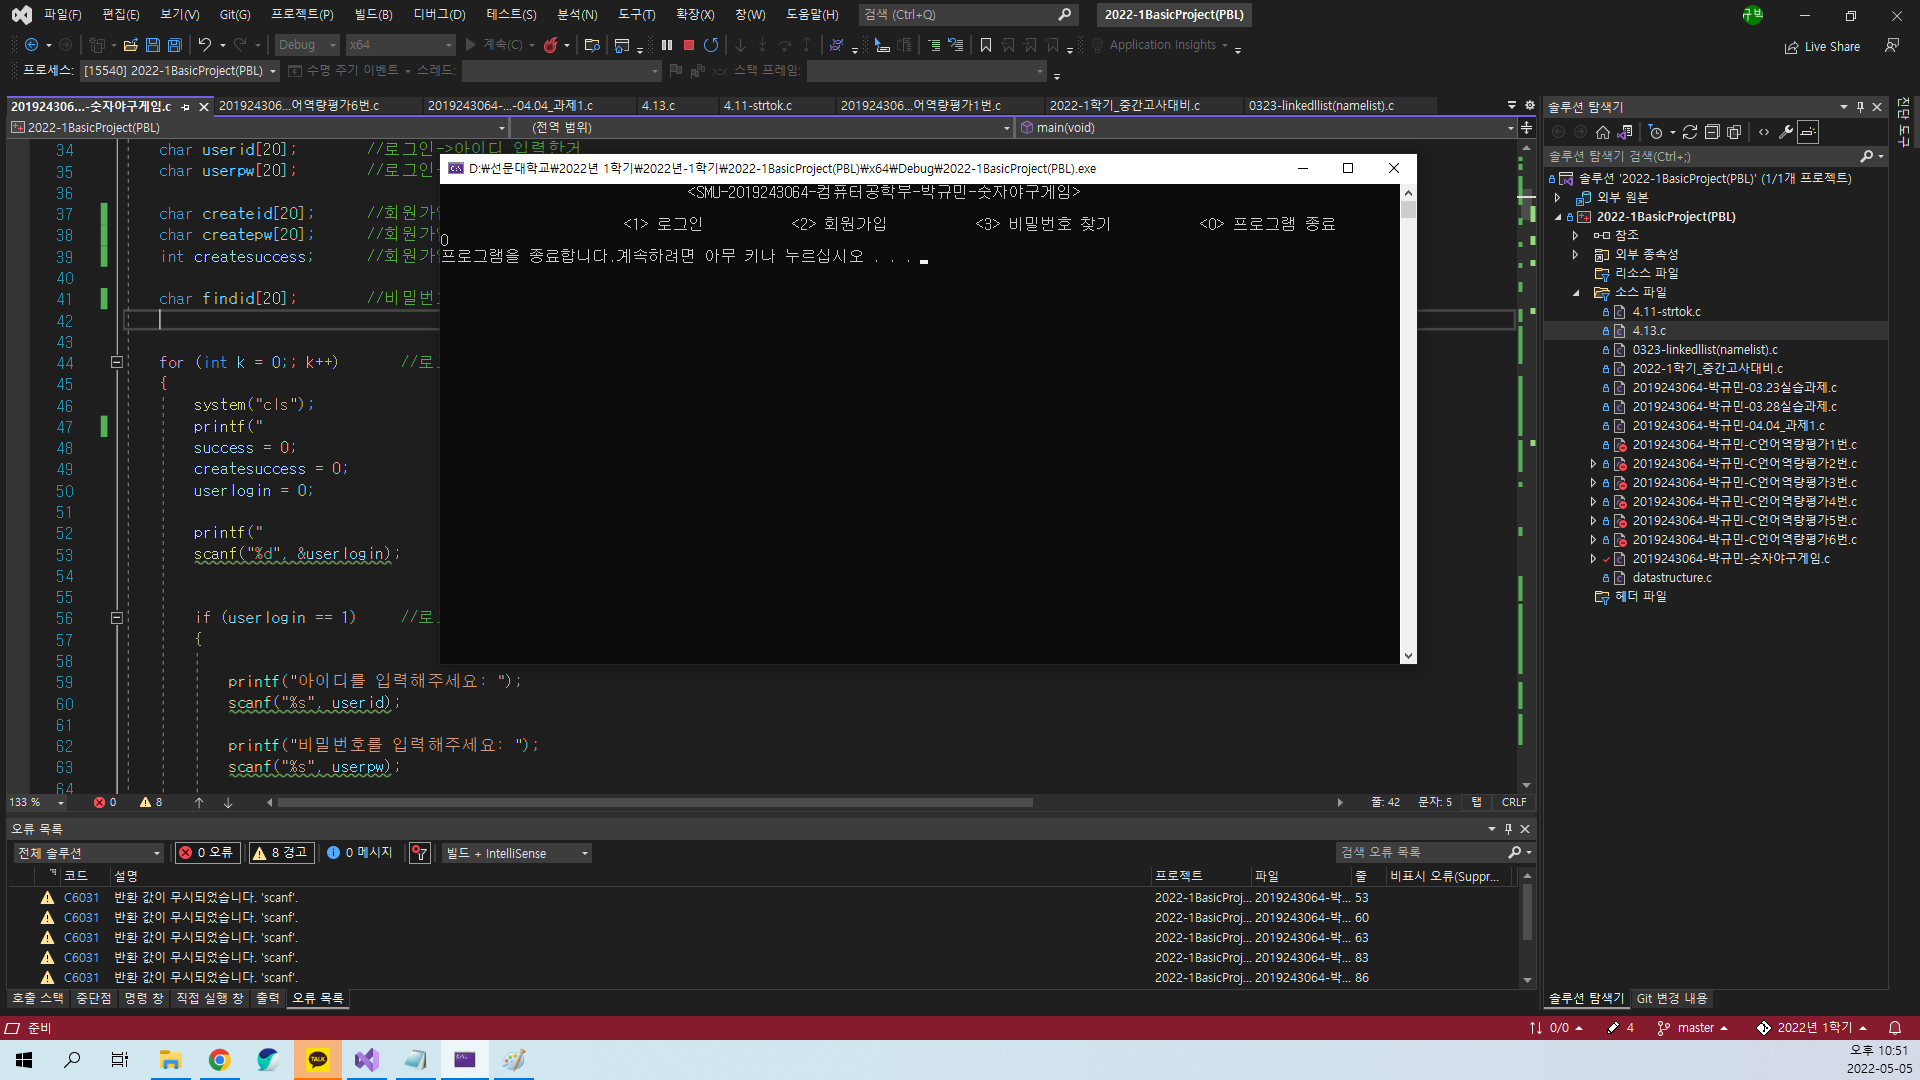 파일(F) 편집(E) 보기(V) Git(G) 프로젝트(P) 빌드(B) 디버그(D) 테스트(S) 분석(N) 도구(T) 확장(X) 창(W) 도움말(H) 검색 (Ctrl+Q) 2022-1BasicProject(PBL) 규박
Debug x64 계속(C) Application Insights Live Share
프로세스: [15540] 2022-1BasicProject(PBL) 수명 주기 이벤트 스레드: 스택 프레임:
201924306...-숫자야구게임.c 201924306...어역량평가6번.c 2019243064-...-04.04_과제1.c 4.13.c 4.11-strtok.c 201924306...어역량평가1번.c 2022-1학기_중간고사대비.c 0323-linkedllist(namelist).c
2022-1BasicProject(PBL) (전역 범위) main(void)
34 char userid[20]; //로그인->아이디 입력한거
35 char userpw[20]; //로그인-
36
37 char createid[20]; //회원가입
38 char createpw[20]; //회원가입
39 int createsuccess; //회원가입
40
41 char findid[20]; //비밀번호
42
43
44 for (int k = 0;; k++) //로그
45 {
46 system("cls");
47 printf("
48 success = 0;
49 createsuccess = 0;
50 userlogin = 0;
51
52 printf("
53 scanf("%d", &userlogin);
54
55
56 if (userlogin == 1) //로그
57 {
58
59 printf("아이디를 입력해주세요: ");
60 scanf("%s", userid);
61
62 printf("비밀번호를 입력해주세요: ");
63 scanf("%s", userpw);
64
D:₩선문대학교₩2022년 1학기₩2022년-1학기₩2022-1BasicProject(PBL)₩x64₩Debug₩2022-1BasicProject(PBL).exe
<SMU-2019243064-컴퓨터공학부-박규민-숫자야구게임>
<1> 로그인 <2> 회원가입 <3> 비밀번호 찾기 <0> 프로그램 종료
0
프로그램을 종료합니다.계속하려면 아무 키나 누르십시오 . . .
133 % 0 8 줄: 42 문자: 5 탭 CRLF
오류 목록
전체 솔루션 0 오류 8 경고 0 메시지 빌드 + IntelliSense 검색 오류 목록
코드 설명 프로젝트 파일 줄 비표시 오류(Suppr...
C6031 반환 값이 무시되었습니다. 'scanf'. 2022-1BasicProj... 2019243064-박... 53
C6031 반환 값이 무시되었습니다. 'scanf'. 2022-1BasicProj... 2019243064-박... 60
C6031 반환 값이 무시되었습니다. 'scanf'. 2022-1BasicProj... 2019243064-박... 63
C6031 반환 값이 무시되었습니다. 'scanf'. 2022-1BasicProj... 2019243064-박... 83
C6031 반환 값이 무시되었습니다. 'scanf'. 2022-1BasicProj... 2019243064-박... 86
호출 스택 중단점 명령 창 직접 실행 창 출력 오류 목록
솔루션 탐색기
솔루션 탐색기 검색(Ctrl+;)
솔루션 '2022-1BasicProject(PBL)' (1/1개 프로젝트)
외부 원본
2022-1BasicProject(PBL)
참조
외부 종속성
리소스 파일
소스 파일
4.11-strtok.c
4.13.c
0323-linkedllist(namelist).c
2022-1학기_중간고사대비.c
2019243064-박규민-03.23실습과제.c
2019243064-박규민-03.28실습과제.c
2019243064-박규민-04.04_과제1.c
2019243064-박규민-C언어역량평가1번.c
2019243064-박규민-C언어역량평가2번.c
2019243064-박규민-C언어역량평가3번.c
2019243064-박규민-C언어역량평가4번.c
2019243064-박규민-C언어역량평가5번.c
2019243064-박규민-C언어역량평가6번.c
2019243064-박규민-숫자야구게임.c
datastructure.c
헤더 파일
솔루션 탐색기 Git 변경 내용
진단 도구
준비 0/0 4 master 2022년 1학기
TALK
오후 10:51
2022-05-05